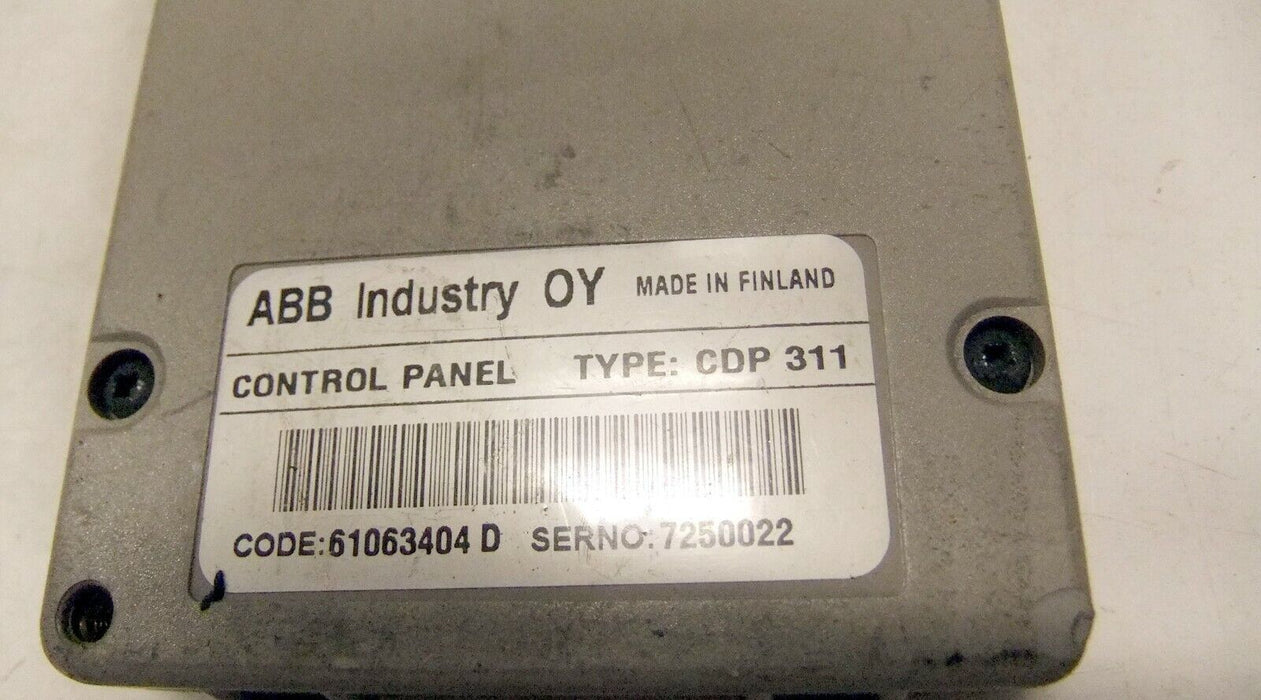 ABB Industry OY MADE IN FINLAND
CONTROL PANEL TYPE: CDP 311
CODE:61063404 D SERNO:7250022